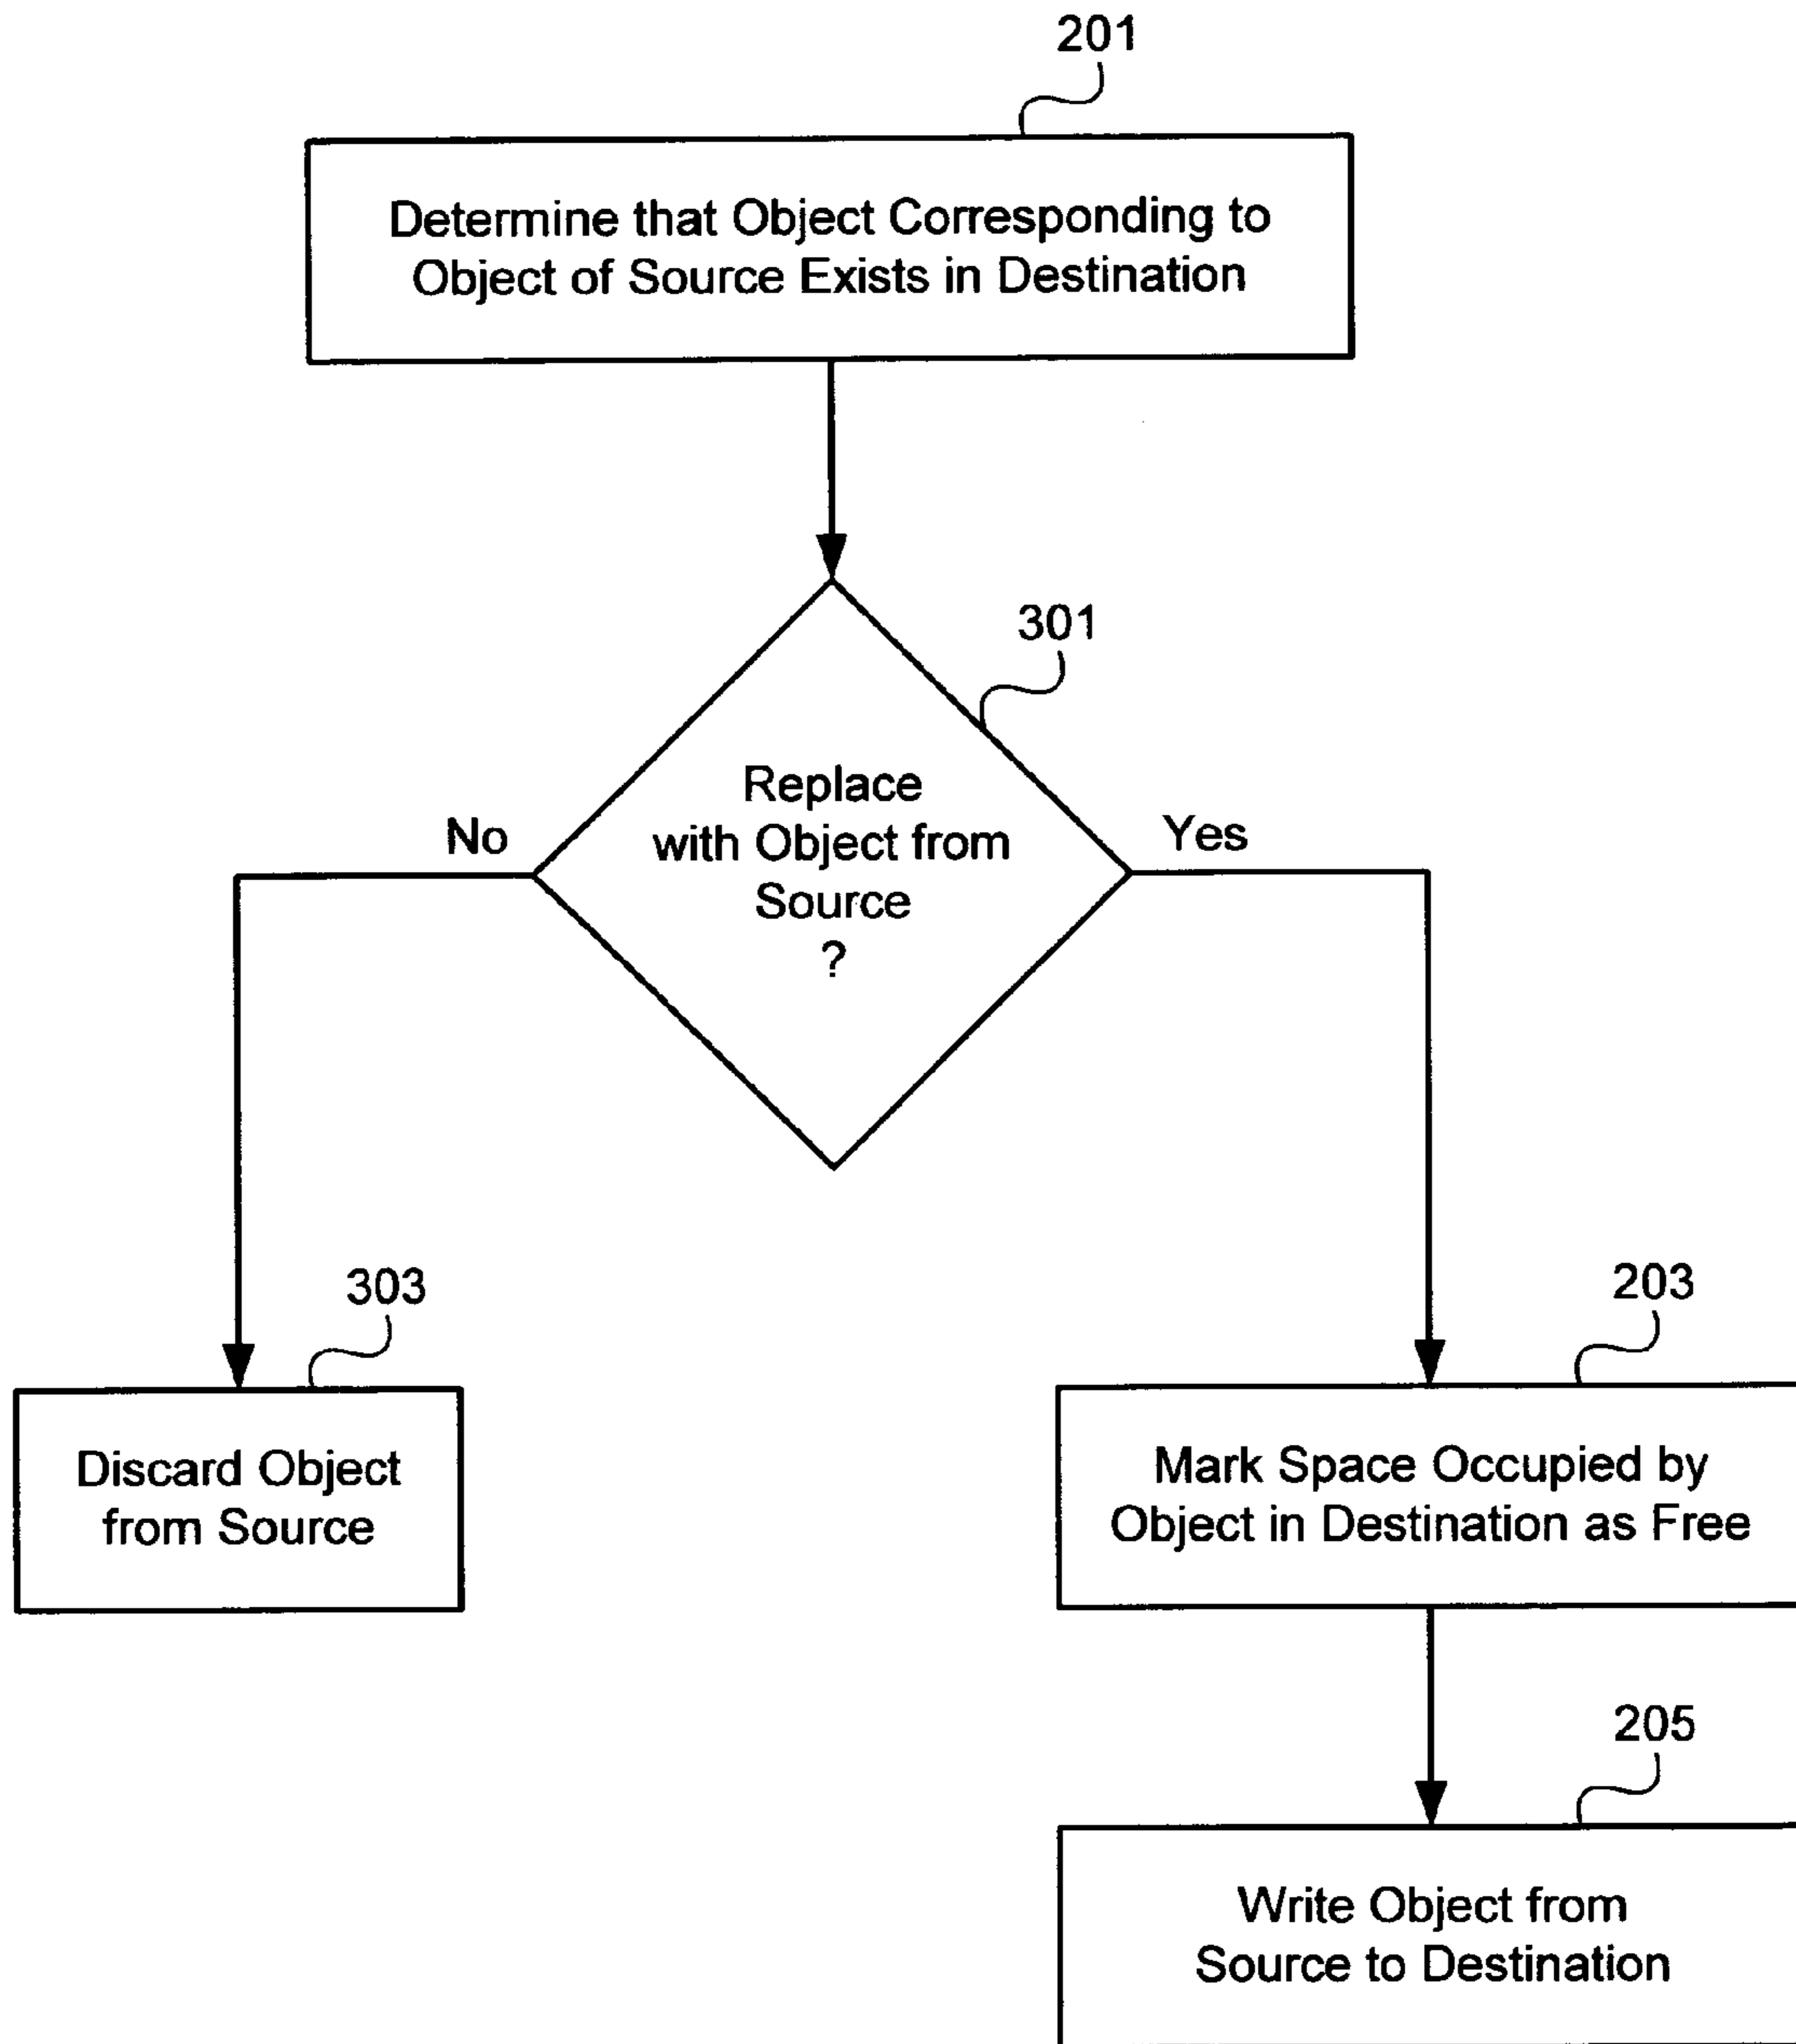 201
Determine that Object Corresponding to
Object of Source Exists in Destination
301
Replace
with Object from
Source
?
No
Yes
303
Discard Object
from Source
203
Mark Space Occupied by
Object in Destination as Free
205
Write Object from
Source to Destination